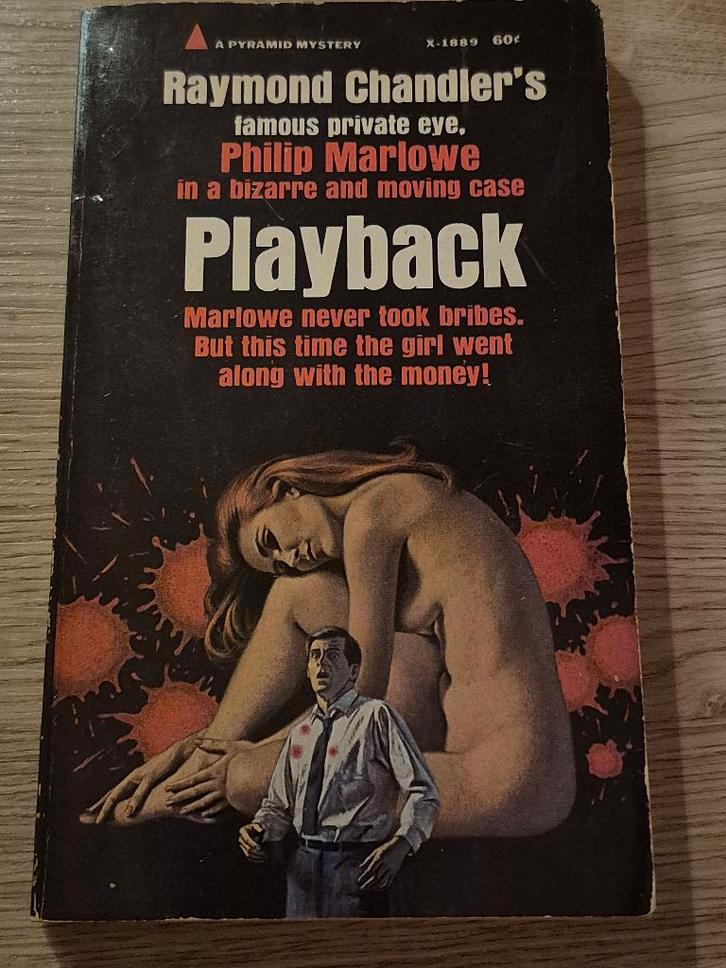 A PYRAMID MYSTERY X-1889 60¢
Raymond Chandler's
famous private eye,
Philip Marlowe
in a bizarre and moving case
Playback
Marlowe never took bribes.
But this time the girl went
along with the money!